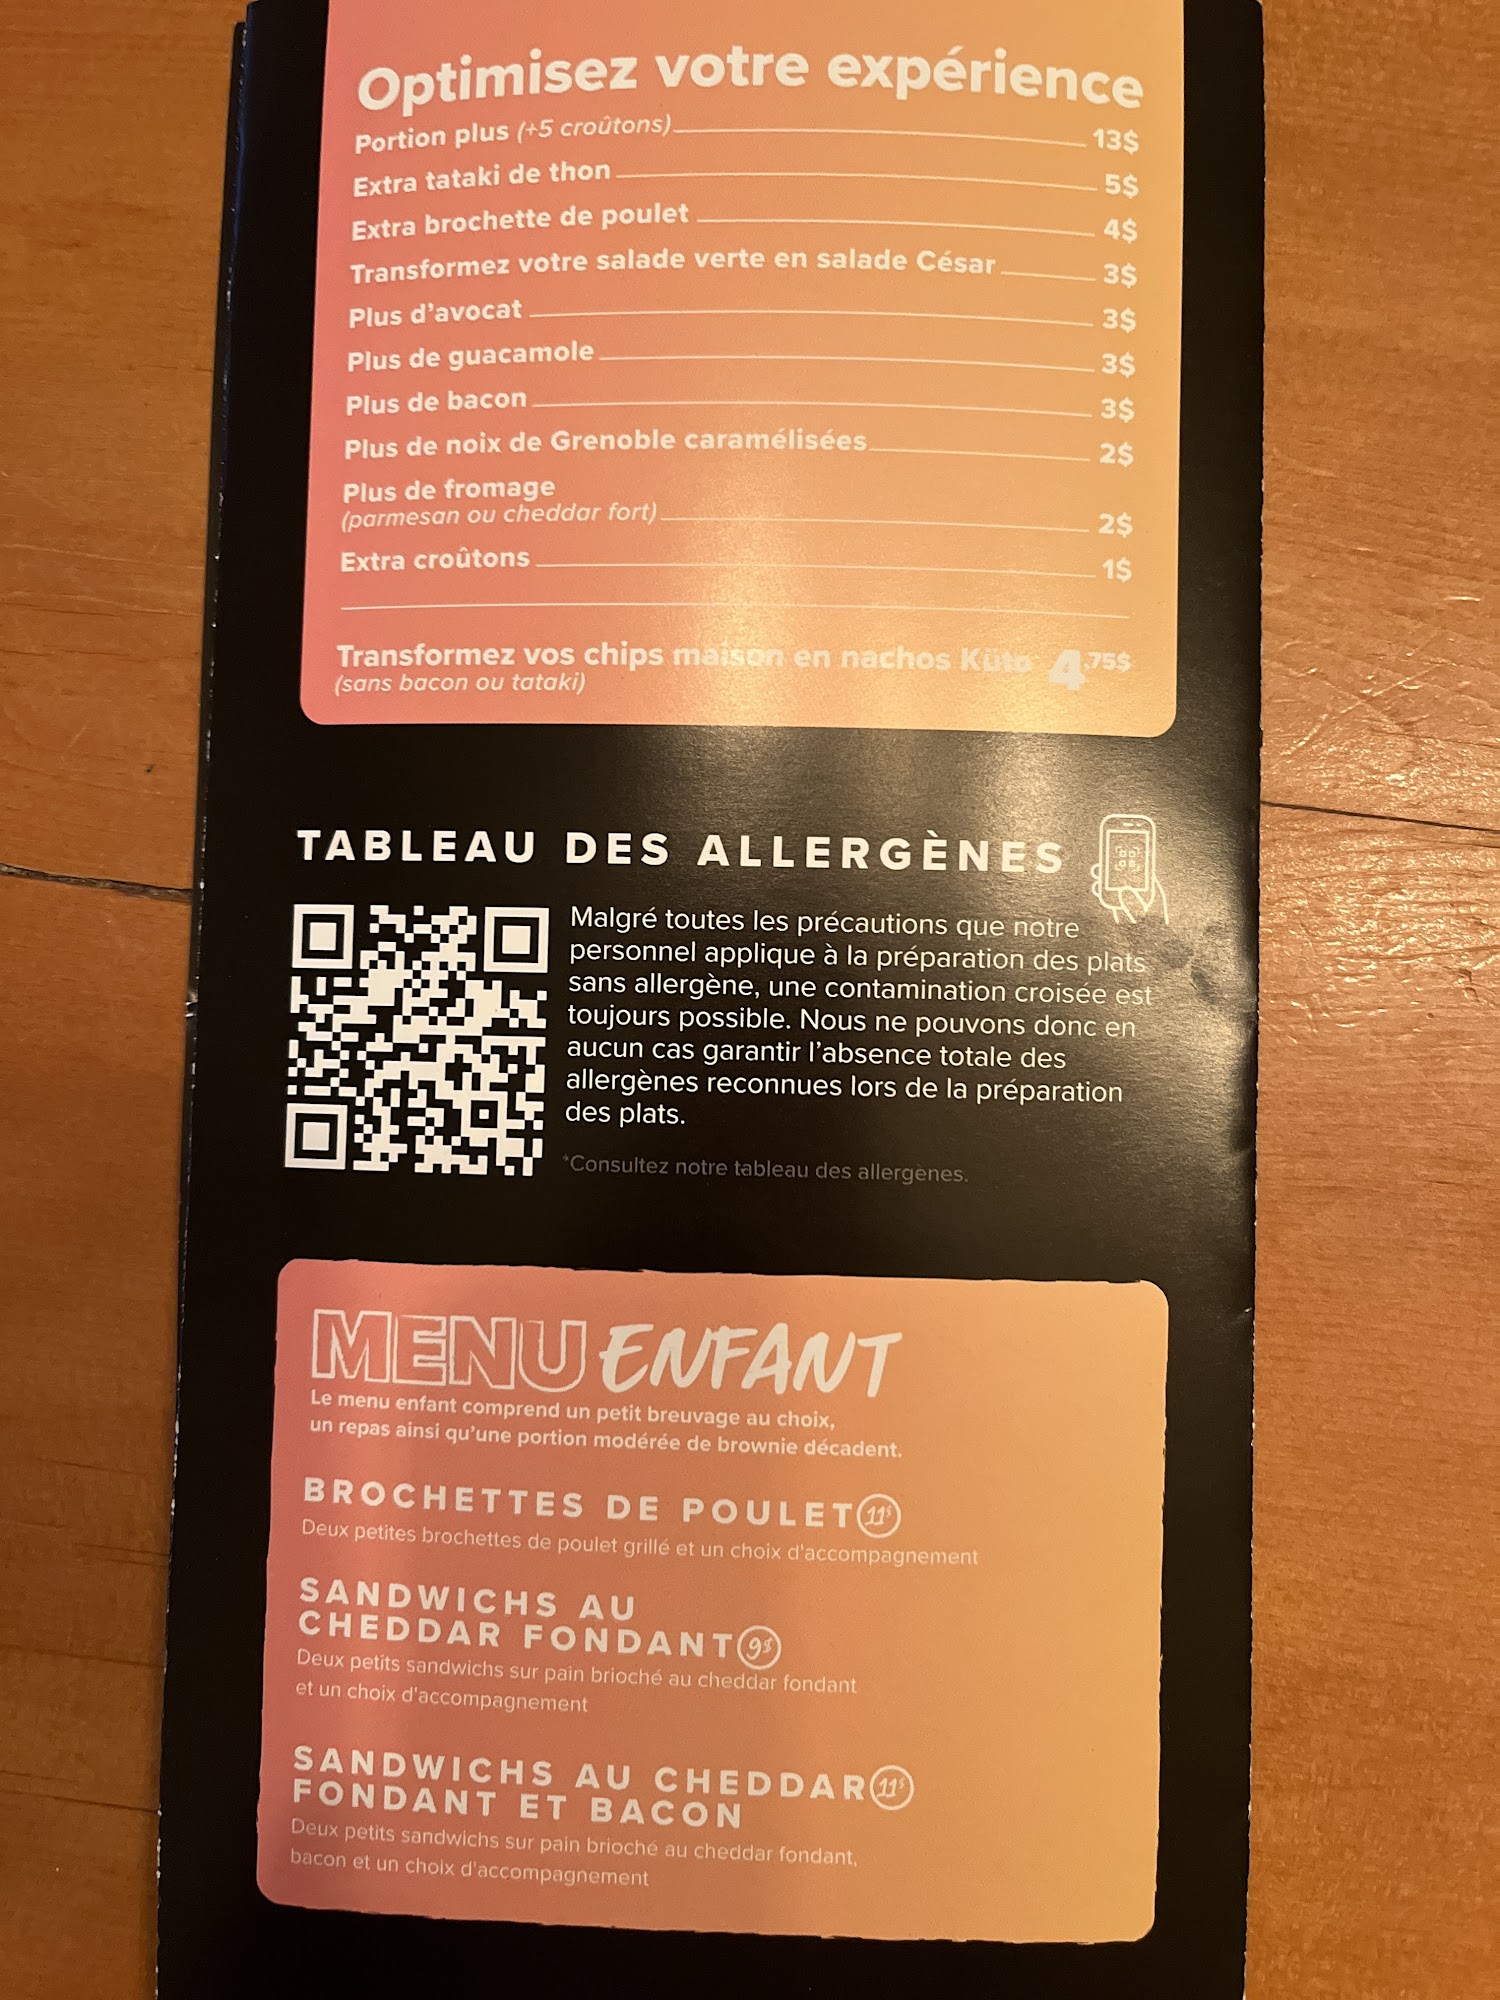 Optimisez votre expérience
Portion plus (+5 croûtons) 13$
Extra tataki de thon 5$
Extra brochette de poulet 4$
Transformez votre salade verte en salade César 3$
Plus d'avocat 3$
Plus de guacamole 3$
Plus de bacon 3$
Plus de noix de Grenoble caramélisées 2$
Plus de fromage
(parmesan ou cheddar fort) 2$
Extra croûtons 1$
Transformez vos chips maison en nachos Kûto 4.75$
(sans bacon ou tataki)
TABLEAU DES ALLERGÈNES
Malgré toutes les précautions que notre
personnel applique à la préparation des plats
sans allergène, une contamination croisée est
toujours possible. Nous ne pouvons donc en
aucun cas garantir l'absence totale des
allergènes reconnues lors de la préparation
des plats.
*Consultez notre tableau des allergènes.
MENU ENFANT
Le menu enfant comprend un petit breuvage au choix,
un repas ainsi qu'une portion modérée de brownie décadent.
BROCHETTES DE POULET 11$
Deux petites brochettes de poulet grillé et un choix d'accompagnement
SANDWICHS AU
CHEDDAR FONDANT 9$
Deux petits sandwichs sur pain brioché au cheddar fondant
et un choix d'accompagnement
SANDWICHS AU CHEDDAR 11$
FONDANT ET BACON
Deux petits sandwichs sur pain brioché au cheddar fondant,
bacon et un choix d'accompagnement